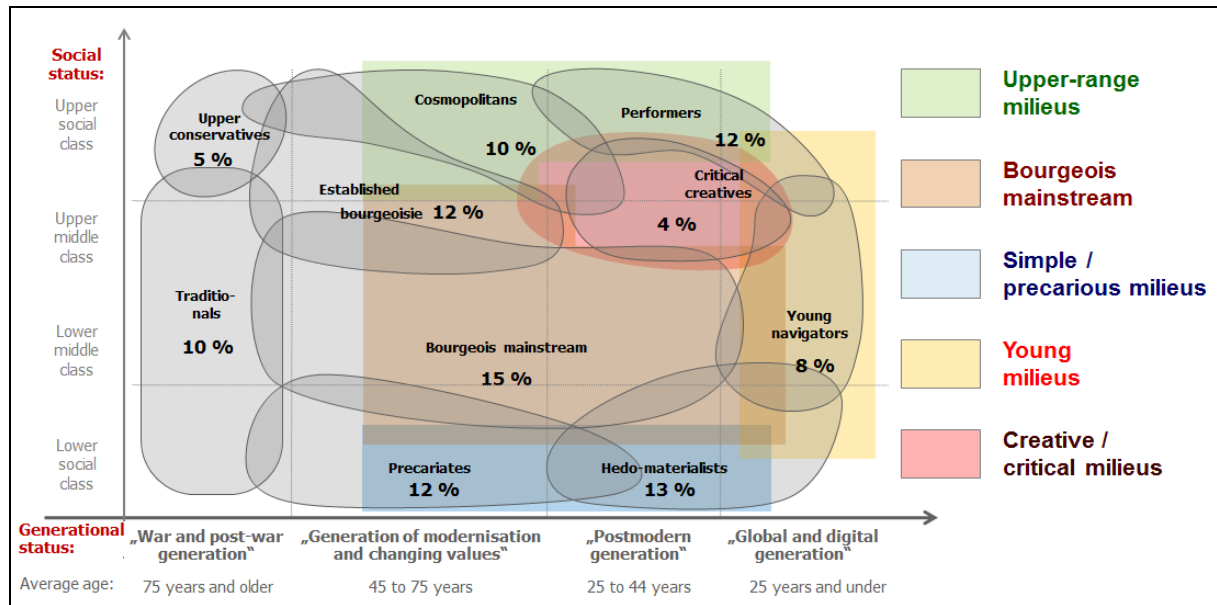 Social
status:
Upper
social
class
Upper
middle
class
Lower
middle
class
Lower
social
class
Upper
conservatives
5 %
Cosmopolitans
10 %
Performers
12 %
Critical
creatives
4 %
Established
bourgeoisie
12 %
Traditio-
nals
10 %
Bourgeois mainstream
15 %
Young
navigators
8 %
Precariates
12 %
Hedo-materialists
13 %
Upper-range
milieus
Bourgeois
mainstream
Simple /
precarious milieus
Young
milieus
Creative /
critical milieus
Generational
status:
„War and post-war
generation“
„Generation of modernisation
and changing values“
„Postmodern
generation“
„Global and digital
generation“
Average age:
75 years and older
45 to 75 years
25 to 44 years
25 years and under